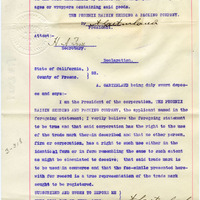 ages or wrappers containing said goods.
THE PHOENIX RAISIN SEEDING & PACKING COMPANY.
President.
Attest:-
Secretary.
Declaration.
State of California,)
) SS.
County of Fresno. )
A. GARTENLAUB being duly sworn depos-
es and says:
I am the president of the corporation, THE PHOENIX
RAISIN SEEDING & PACKING COMPANY, the applicant named in the
foregoing statement; I verily believe the foregoing statement
is true and that said corporation has the right to the use
of the trade mark therein described and that no other person,
firm or corporation, has a right to such use either in the
identical form or in form resembling the same to such extent
as might be calculated to deceive, that said trade mark is
to be used in commerce and that the fac-simile presented here-
with for record is a true representation of the trade mark
sought to be registered.
SUBSCRIBED AND SWORN TO BEFORE ME )